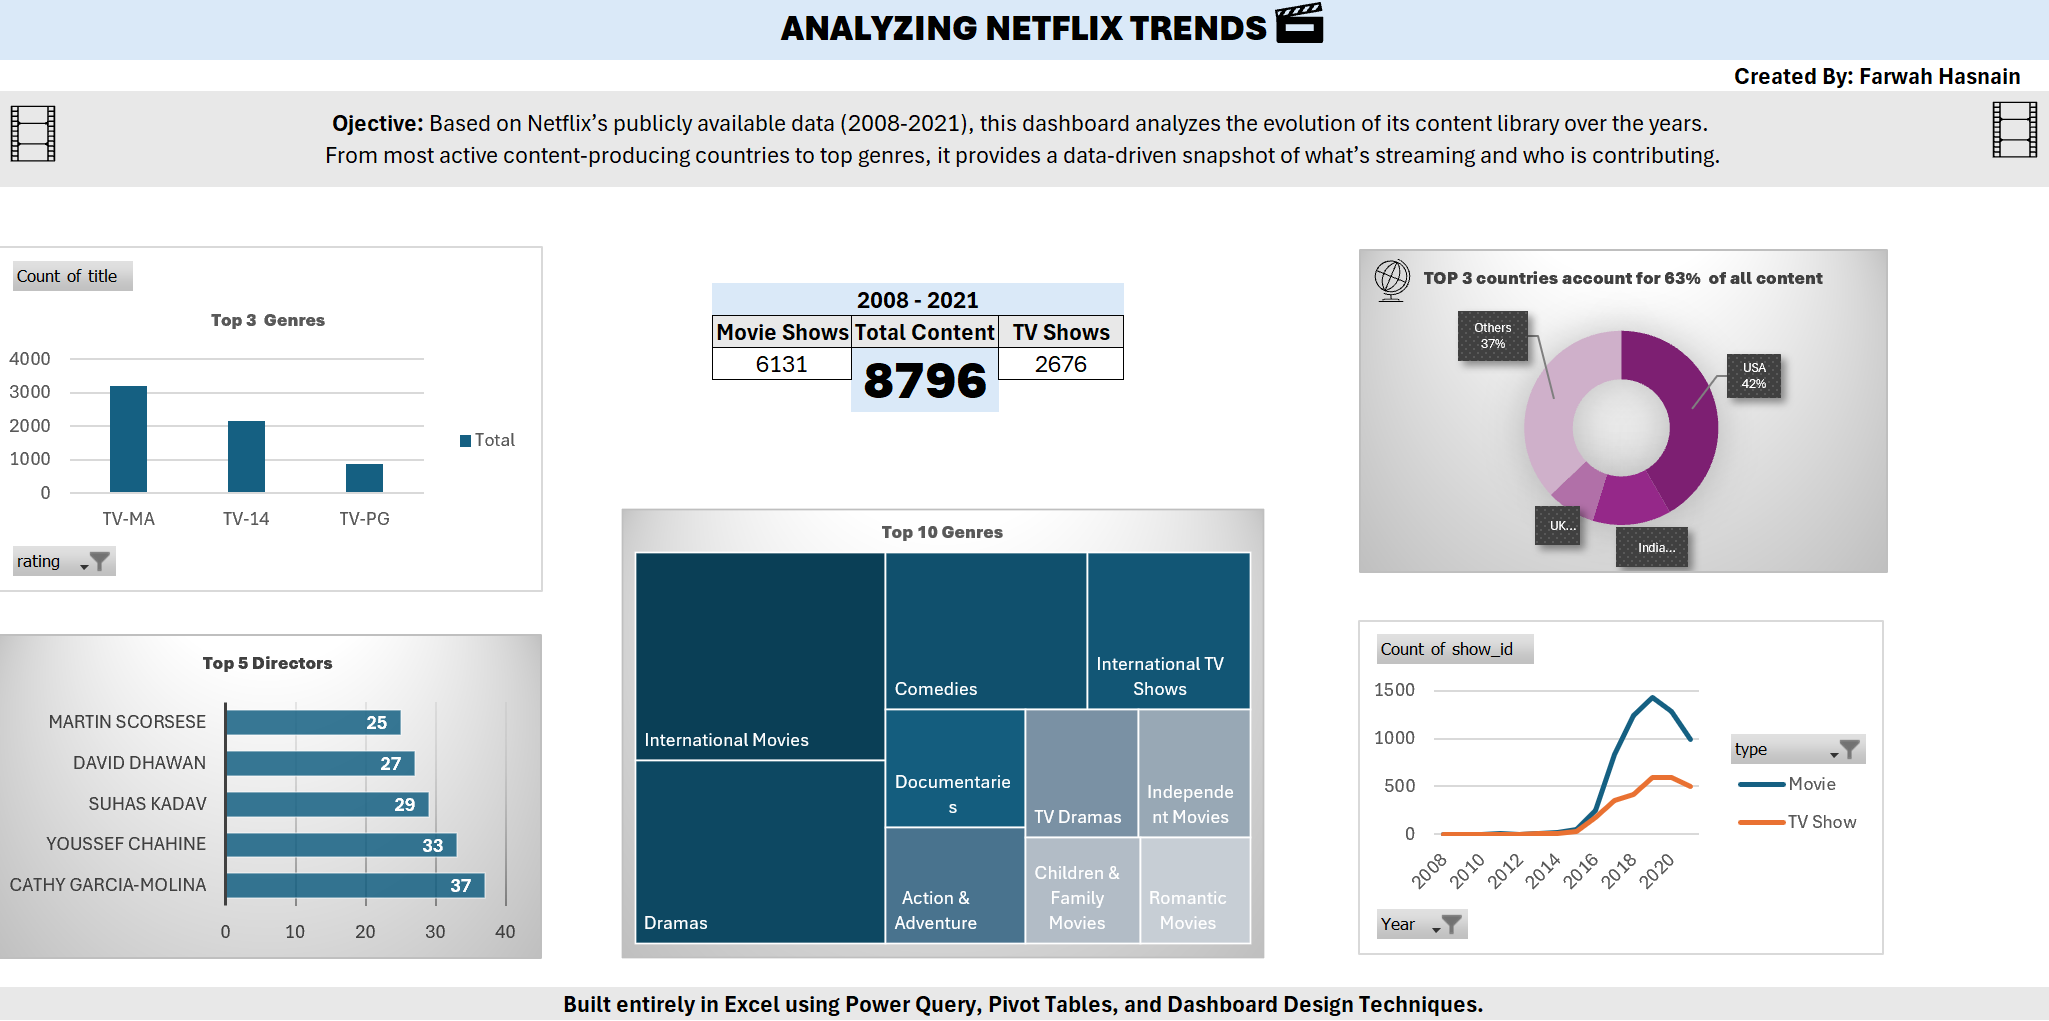 ANALYZING NETFLIX TRENDS
Created By: Farwah Hasnain
Ojective: Based on Netflix’s publicly available data (2008-2021), this dashboard analyzes the evolution of its content library over the years.
From most active content-producing countries to top genres, it provides a data-driven snapshot of what’s streaming and who is contributing.
Count of title
Top 3 Genres
4000
3000
2000
1000
0
TV-MA TV-14 TV-PG
Total
rating
Top 5 Directors
MARTIN SCORSESE 25
DAVID DHAWAN 27
SUHAS KADAV 29
YOUSSEF CHAHINE 33
CATHY GARCIA-MOLINA 37
0 10 20 30 40
2008 - 2021
Movie Shows Total Content TV Shows
6131 8796 2676
Top 10 Genres
International Movies
Dramas
Comedies
International TV
Shows
Documentarie
s
Action &
Adventure
TV Dramas
Independe
nt Movies
Children &
Family
Movies
Romantic
Movies
TOP 3 countries account for 63% of all content
Others
37%
USA
42%
UK...
India...
Count of show_id
1500
1000
500
0
2008 2010 2012 2014 2016 2018 2020
type
Movie
TV Show
Year
Built entirely in Excel using Power Query, Pivot Tables, and Dashboard Design Techniques.